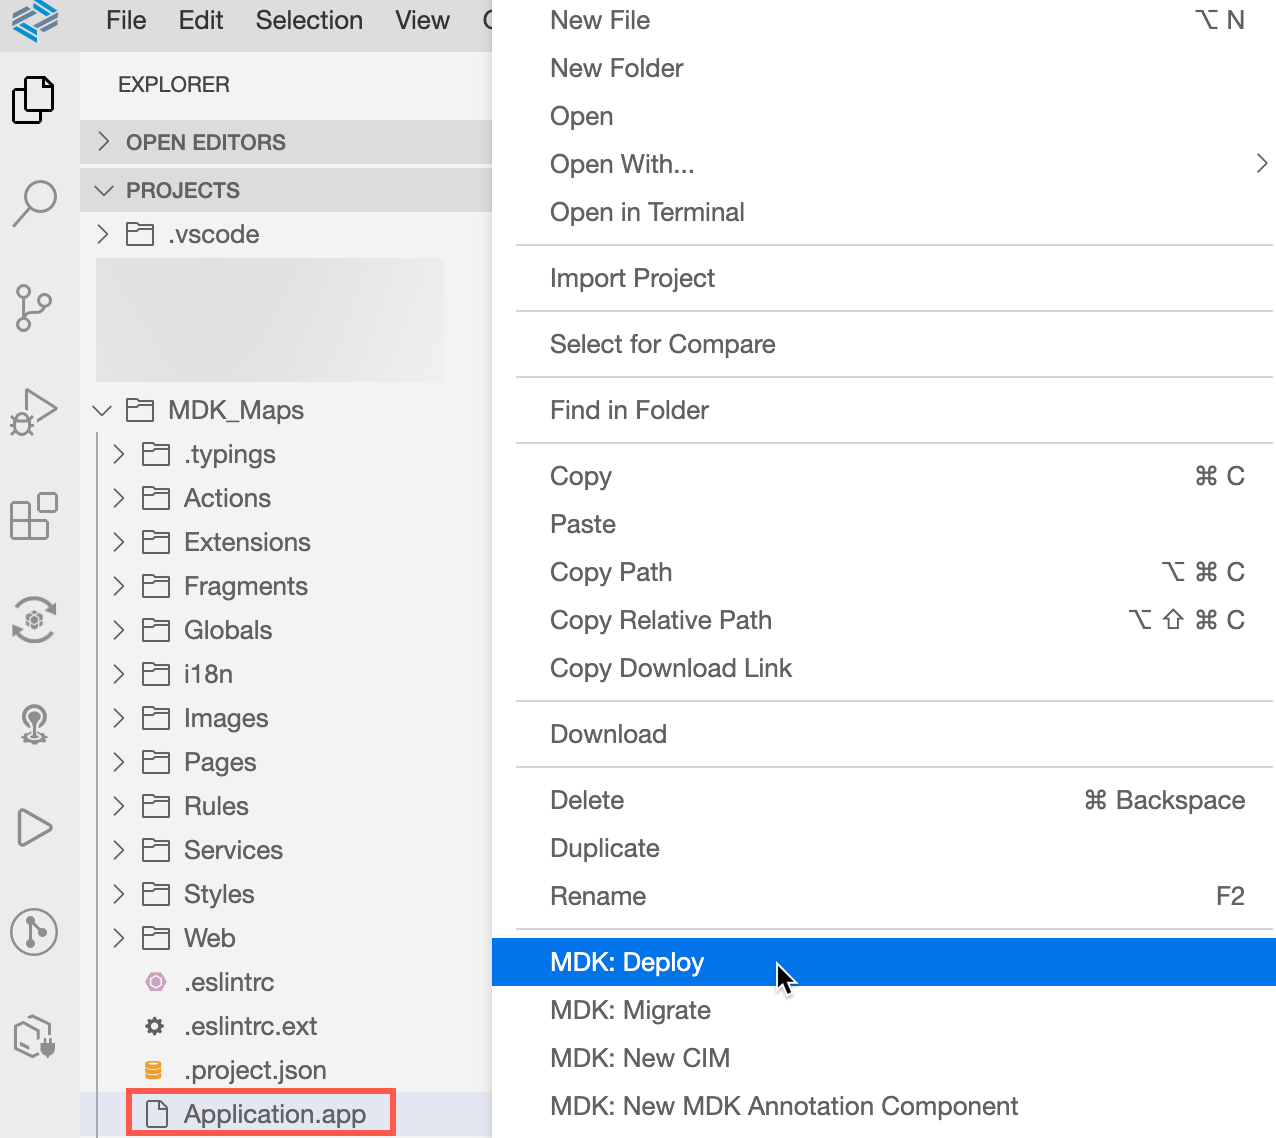 File Edit Selection View
EXPLORER
OPEN EDITORS
PROJECTS
.vscode
MDK_Maps
.typings
Actions
Extensions
Fragments
Globals
i18n
Images
Pages
Rules
Services
Styles
Web
.eslintrc
.eslintrc.ext
.project.json
Application.app
New File ⌥ N
New Folder
Open
Open With...
Open in Terminal
Import Project
Select for Compare
Find in Folder
Copy ⌘ C
Paste
Copy Path ⌥ ⌘ C
Copy Relative Path ⌥ ⇧ ⌘ C
Copy Download Link
Download
Delete ⌘ Backspace
Duplicate
Rename F2
MDK: Deploy
MDK: Migrate
MDK: New CIM
MDK: New MDK Annotation Component